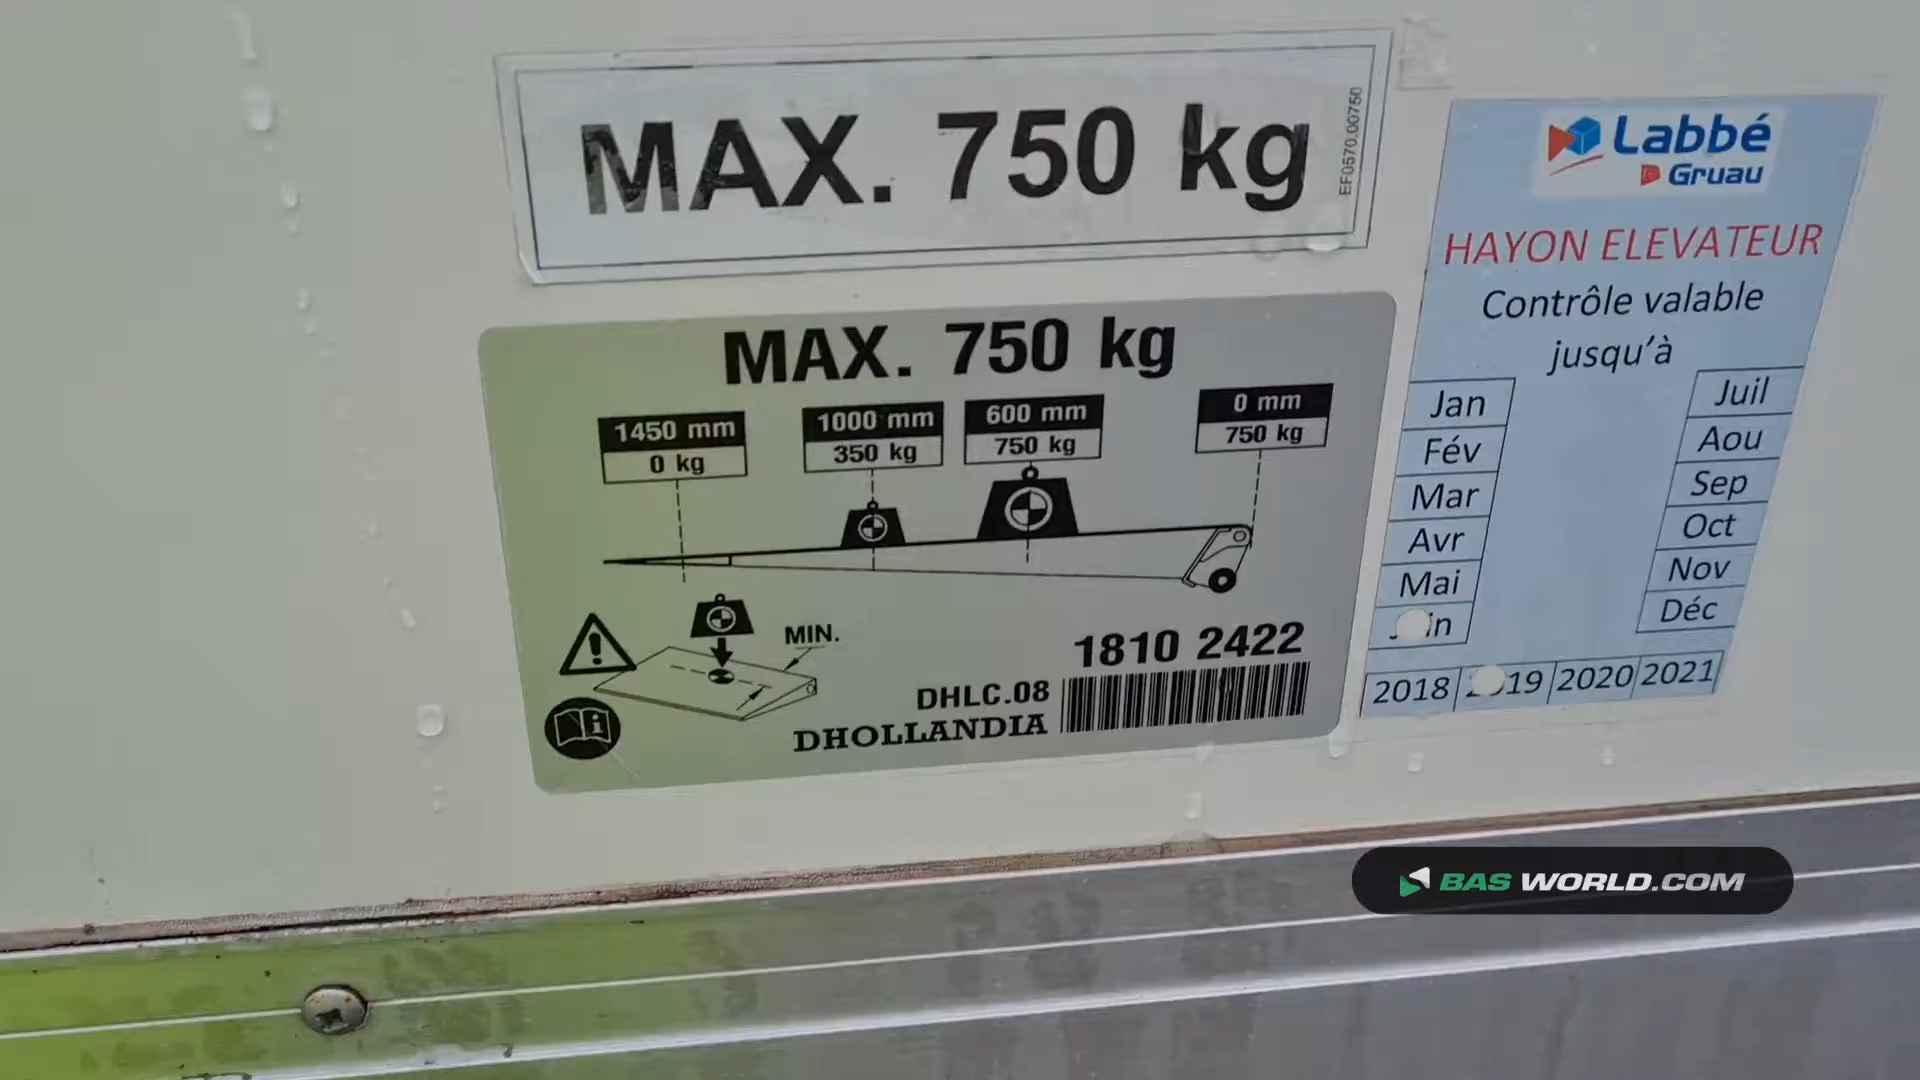 MAX. 750 kg
EF0570.00750
MAX. 750 kg
1450 mm
0 kg
1000 mm
350 kg
600 mm
750 kg
0 mm
750 kg
MIN.
1810 2422
DHLC.08
DHOLLANDIA
Labbé
Gruau
HAYON ELEVATEUR
Contrôle valable
jusqu'à
Jan
Fév
Mar
Avr
Mai
Juil
Aou
Sep
Oct
Nov
Déc
2018 2020 2021
BAS WORLD.COM